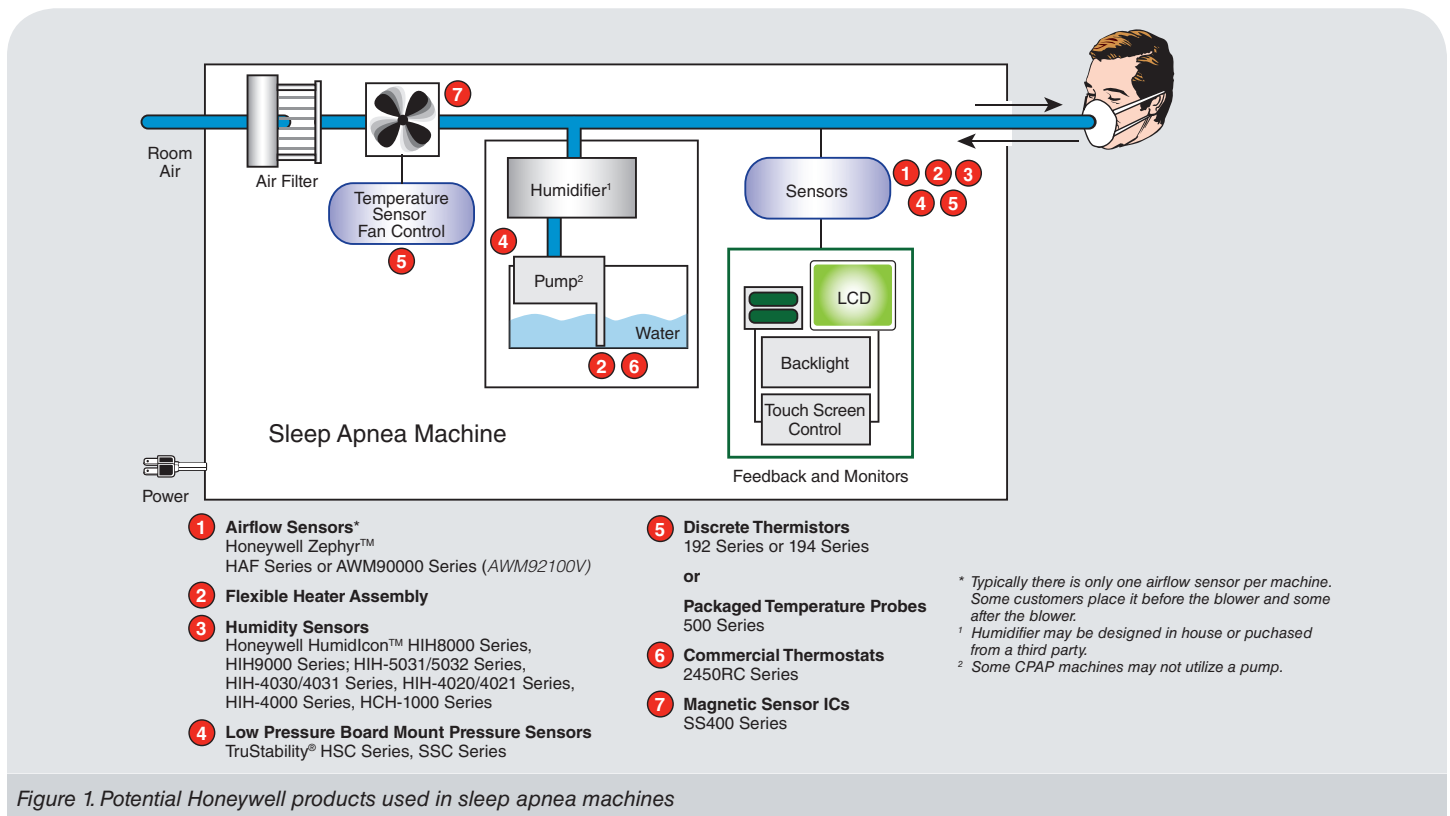 Room
Air
Air Filter
7
Temperature
Sensor
Fan Control
5
Humidifier¹
4
Pump²
Water
2 6
Sensors
1 2 3
4 5
LCD
Backlight
Touch Screen
Control
Feedback and Monitors
Sleep Apnea Machine
Power
1 Airflow Sensors*
Honeywell Zephyr™
HAF Series or AWM90000 Series (AWM92100V)
2 Flexible Heater Assembly
3 Humidity Sensors
Honeywell HumidIcon™ HIH8000 Series,
HIH9000 Series; HIH-5031/5032 Series,
HIH-4030/4031 Series, HIH-4020/4021 Series,
HIH-4000 Series, HCH-1000 Series
4 Low Pressure Board Mount Pressure Sensors
TruStability® HSC Series, SSC Series
5 Discrete Thermistors
192 Series or 194 Series
or
Packaged Temperature Probes
500 Series
6 Commercial Thermostats
2450RC Series
7 Magnetic Sensor ICs
SS400 Series
* Typically there is only one airflow sensor per machine.
Some customers place it before the blower and some
after the blower.
¹ Humidifier may be designed in house or puchased
from a third party.
² Some CPAP machines may not utilize a pump.
Figure 1. Potential Honeywell products used in sleep apnea machines